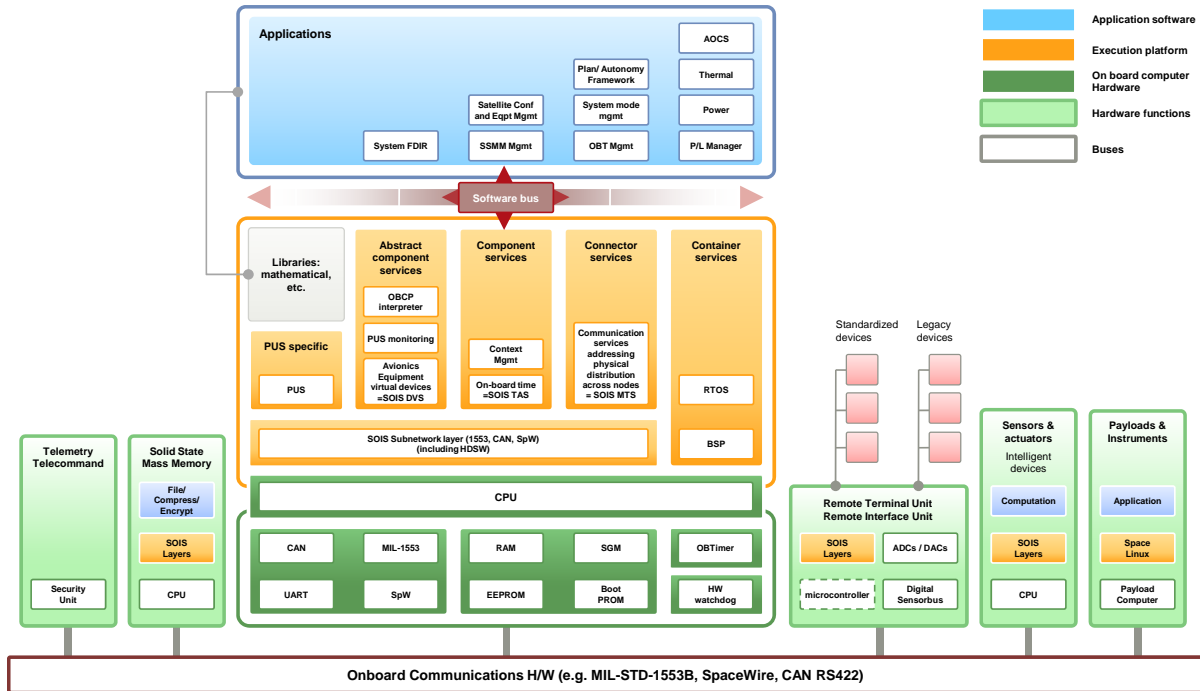 Applications
AOCS
Plan/ Autonomy
Framework
Thermal
Satellite Conf
and Eqpt Mgmt
System mode
mgmt
Power
System FDIR
SSMM Mgmt
OBT Mgmt
P/L Manager
Application software
Execution platform
On board computer
Hardware
Hardware functions
Buses
Software bus
Libraries:
mathematical,
etc.
Abstract
component
services
OBCP
interpreter
PUS monitoring
Avionics
Equipment
virtual devices
=SOIS DVS
PUS specific
PUS
Component
services
Context
Mgmt
On-board time
=SOIS TAS
Connector
services
Communication
services
addressing
physical
distribution
across nodes
= SOIS MTS
Container
services
RTOS
BSP
SOIS Subnetwork layer (1553, CAN, SpW)
(including HDSW)
CPU
CAN
MIL-1553
RAM
SGM
OBTimer
UART
SpW
EEPROM
Boot
PROM
HW
watchdog
Telemetry
Telecommand
Security
Unit
Solid State
Mass Memory
File/
Compress/
Encrypt
SOIS
Layers
CPU
Standardized
devices
Legacy
devices
Remote Terminal Unit
Remote Interface Unit
SOIS
Layers
ADCs / DACs
microcontroller
Digital
Sensorbus
Sensors &
actuators
Intelligent
devices
Computation
SOIS
Layers
CPU
Payloads &
Instruments
Application
Space
Linux
Payload
Computer
Onboard Communications H/W (e.g. MIL-STD-1553B, SpaceWire, CAN RS422)